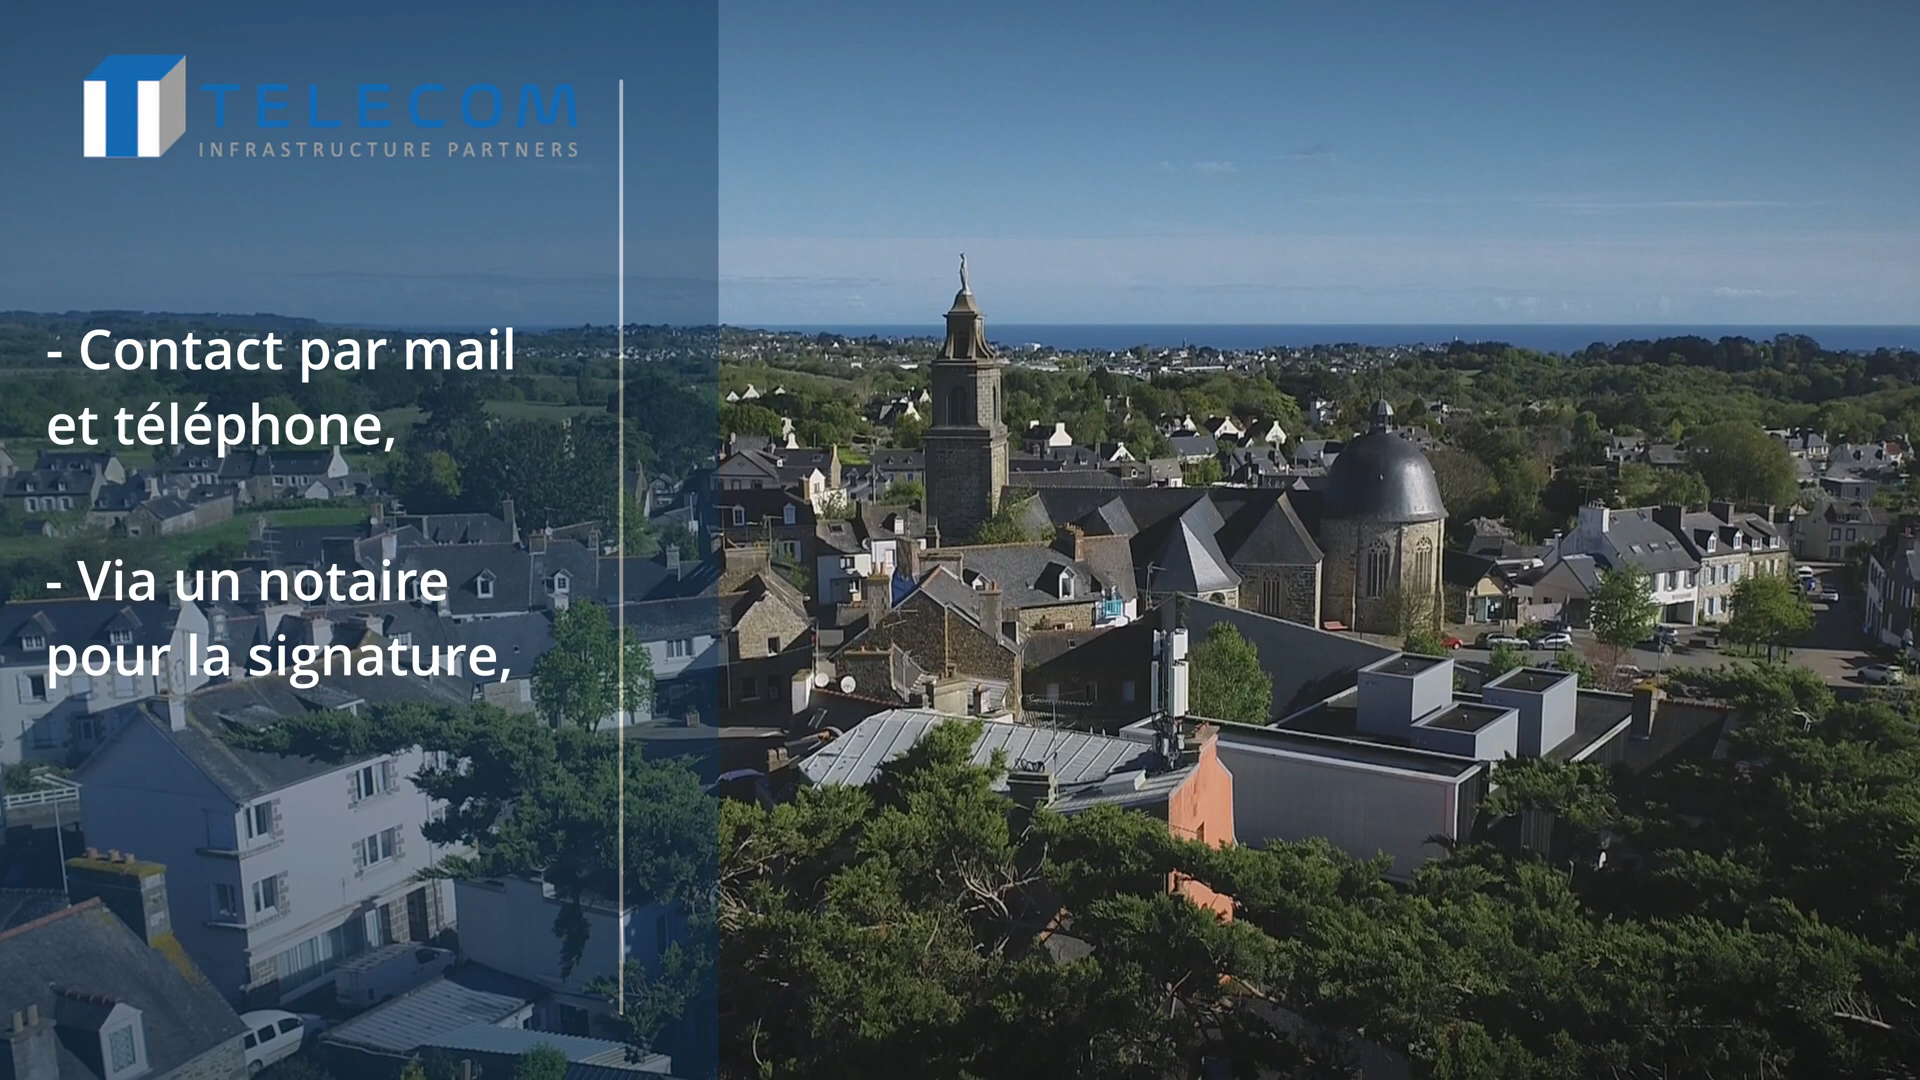 TELECOM
INFRASTRUCTURE PARTNERS
- Contact par mail
et téléphone,
- Via un notaire
pour la signature,